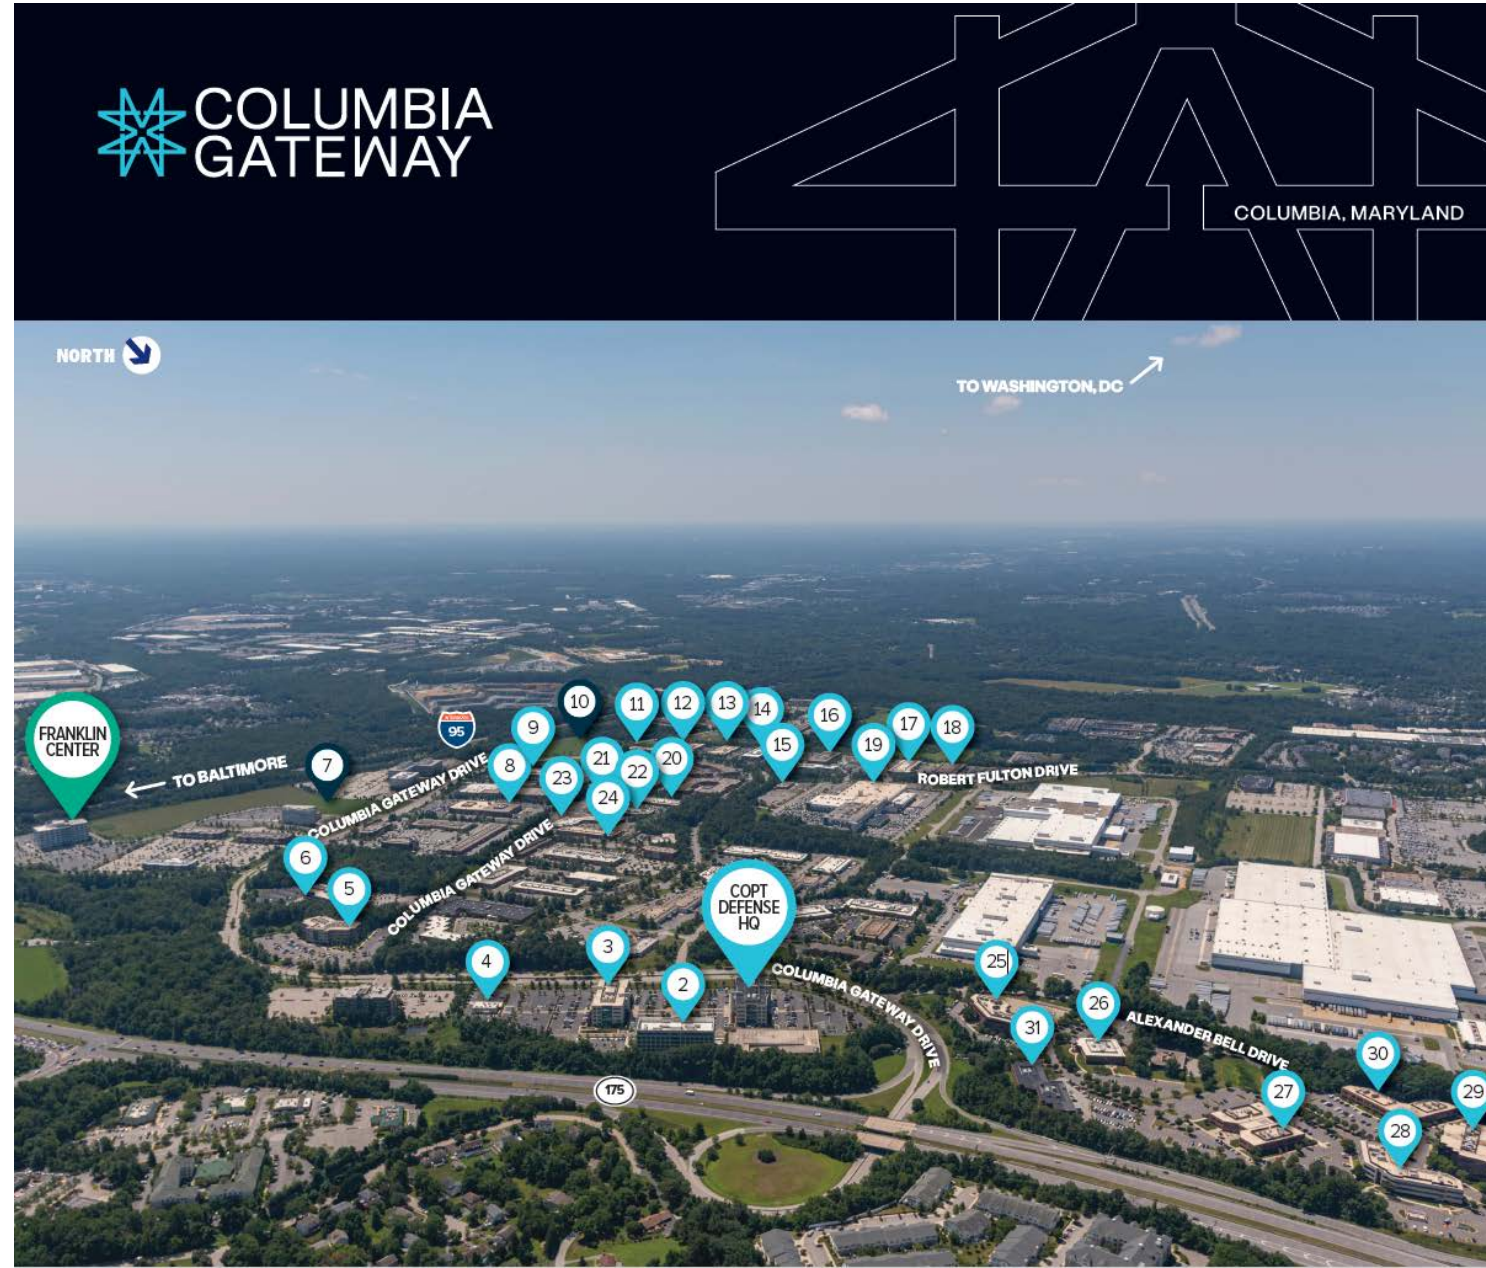 COLUMBIA
GATEWAY
COLUMBIA, MARYLAND
NORTH
TO WASHINGTON, DC
10
11
12
13
14
16
17
18
9
FRANKLIN
CENTER
95
15
19
21
20
22
8
7
23
TO BALTIMORE
ROBERT FULTON DRIVE
COLUMBIA GATEWAY DRIVE
24
6
5
COLUMBIA GATEWAY DRIVE
COPT
DEFENSE
HQ
3
4
25
2
COLUMBIA GATEWAY DRIVE
26
31
ALEXANDER BELL DRIVE
30
175
27
29
28